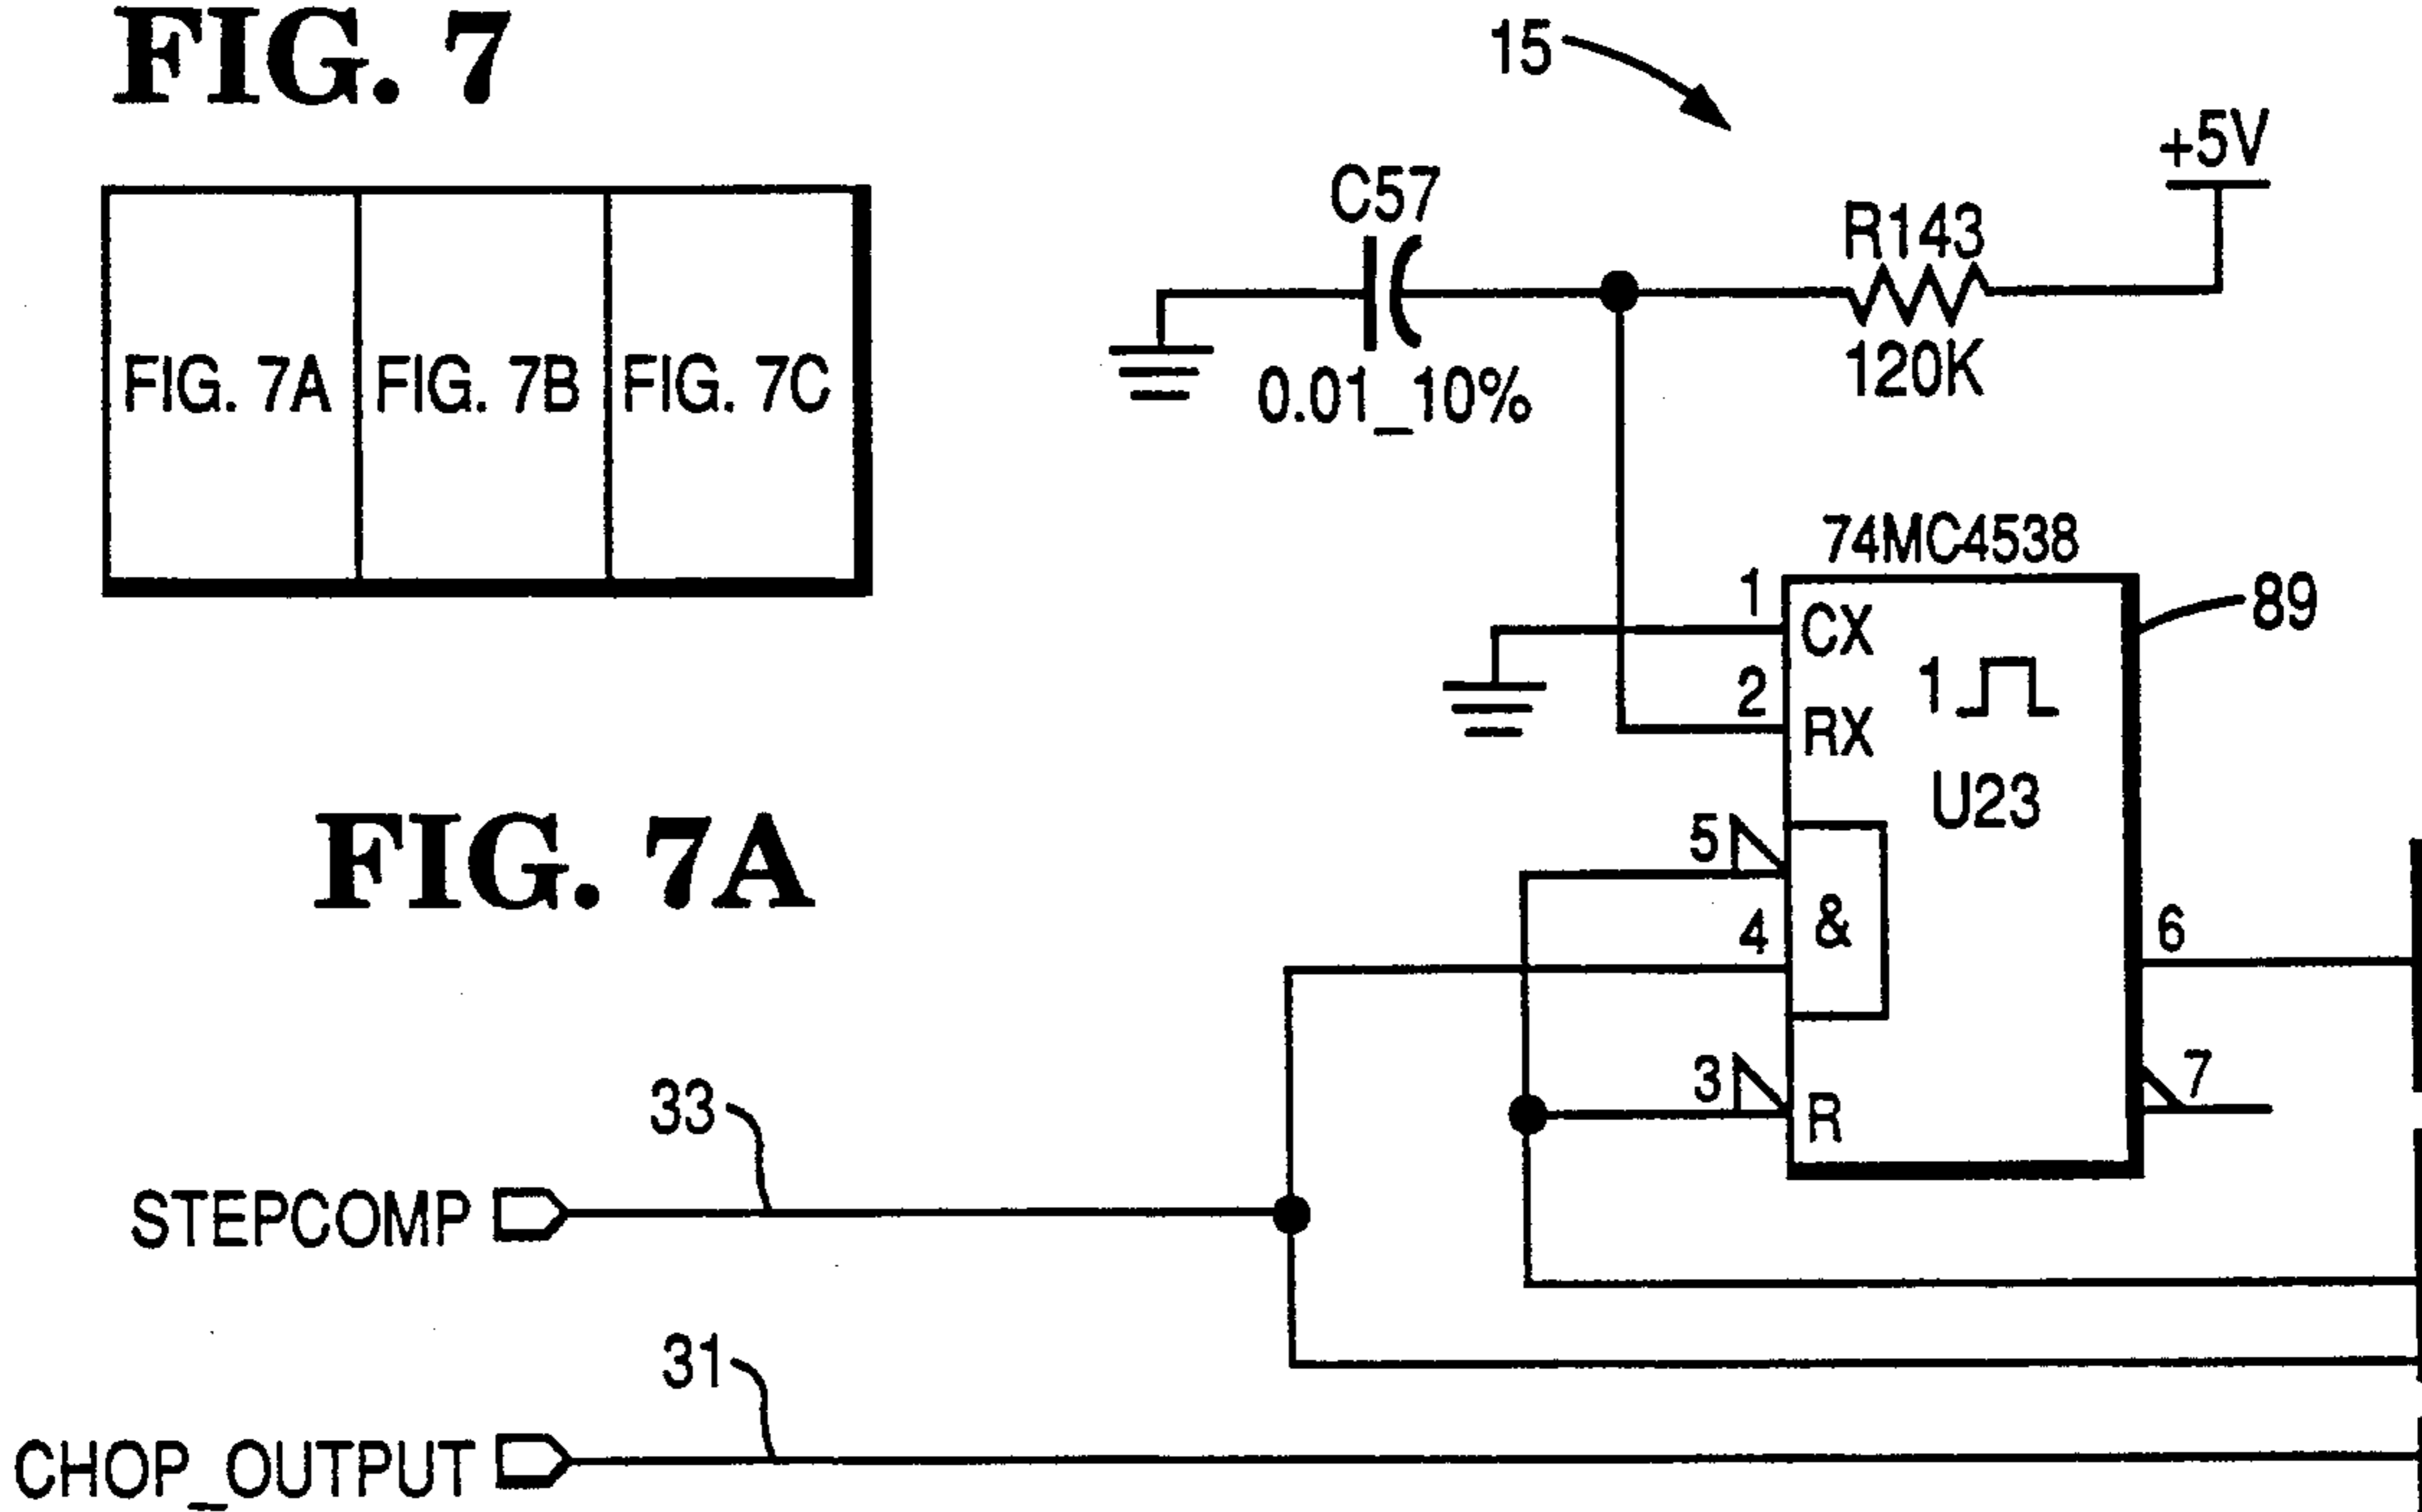 FIG. 7
15
+5V
C57
R143
FIG. 7A FIG. 7B FIG. 7C
0.01_10%
120K
74MC4538
1
CX
89
2
RX
1
U23
FIG. 7A
5
4
&
6
3
R
7
33
STEPCOMP
31
CHOP_OUTPUT